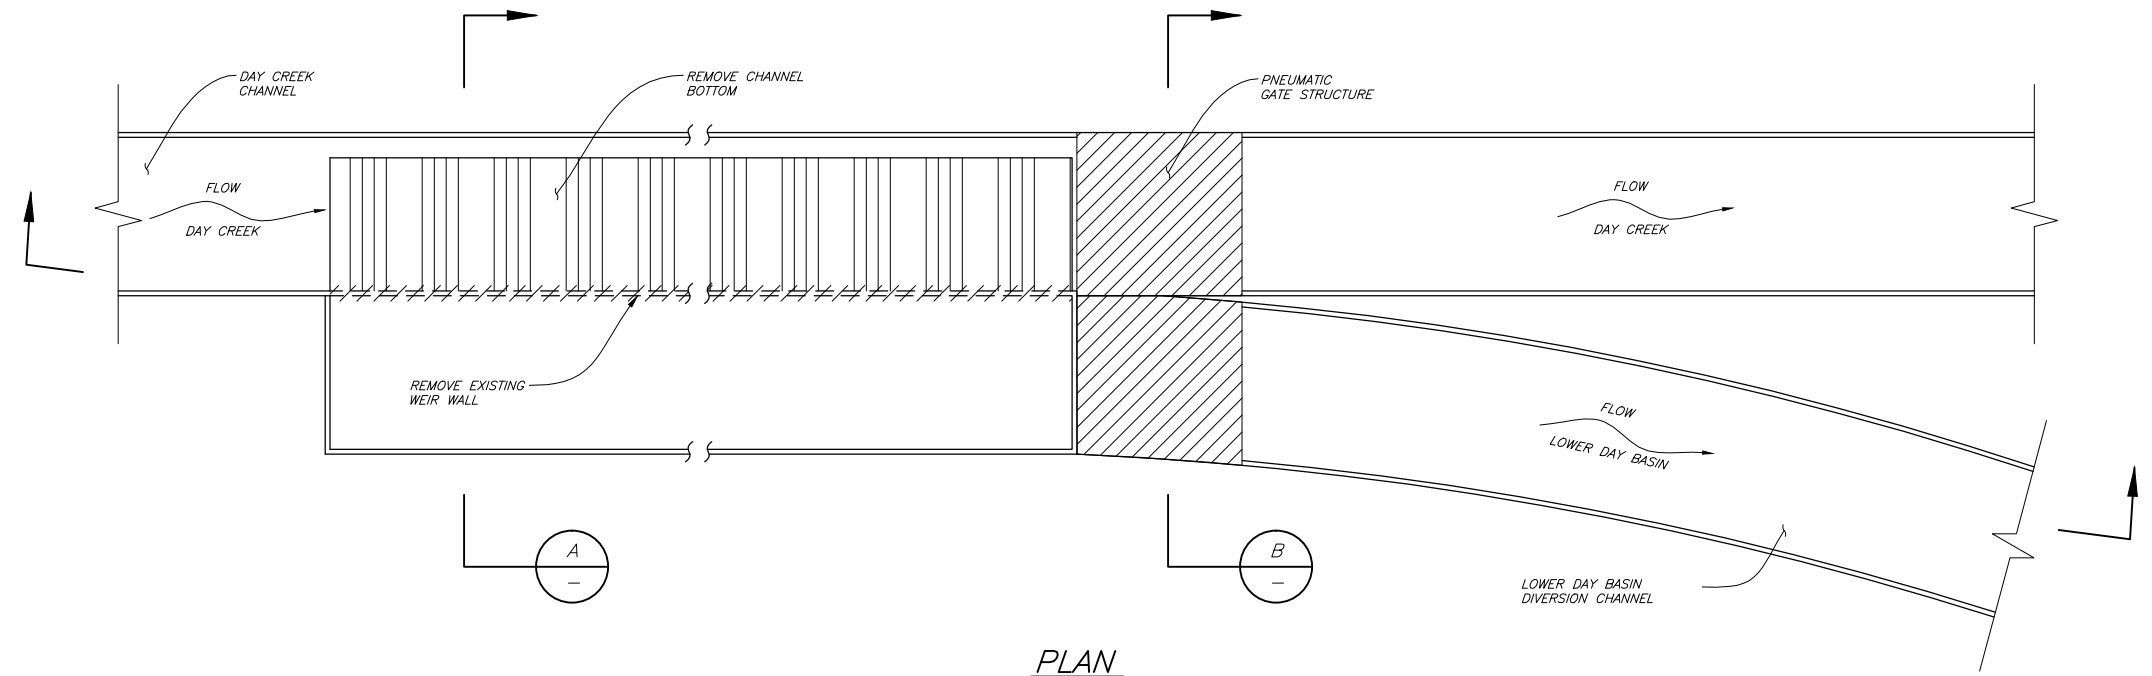 DAY CREEK
CHANNEL
REMOVE CHANNEL
BOTTOM
PNEUMATIC
GATE STRUCTURE
FLOW
DAY CREEK
FLOW
DAY CREEK
REMOVE EXISTING
WEIR WALL
FLOW
LOWER DAY BASIN
A
–
B
–
LOWER DAY BASIN
DIVERSION CHANNEL
PLAN